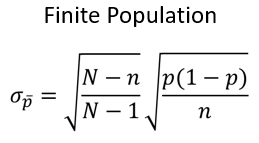 Finite Population
σ_p̄ = √((N − n)/(N − 1)) √(p(1 − p)/n)